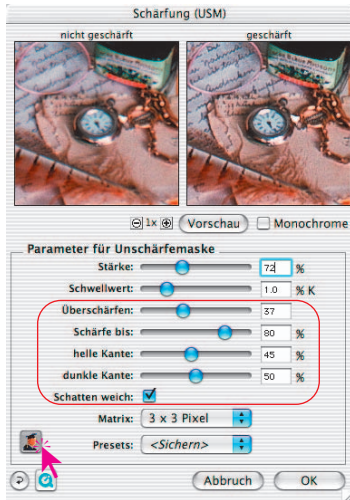 Schärfung (USM)
nicht geschärft geschärft
1x Vorschau Monochrome
Parameter für Unschärfemaske
Stärke: 72 %
Schwellwert: 1.0 % K
Überschärfen: 37
Schärfe bis: 80 %
helle Kante: 45 %
dunkle Kante: 50 %
Schatten weich:
Matrix: 3 x 3 Pixel
Presets: <Sichern>
Abbruch OK